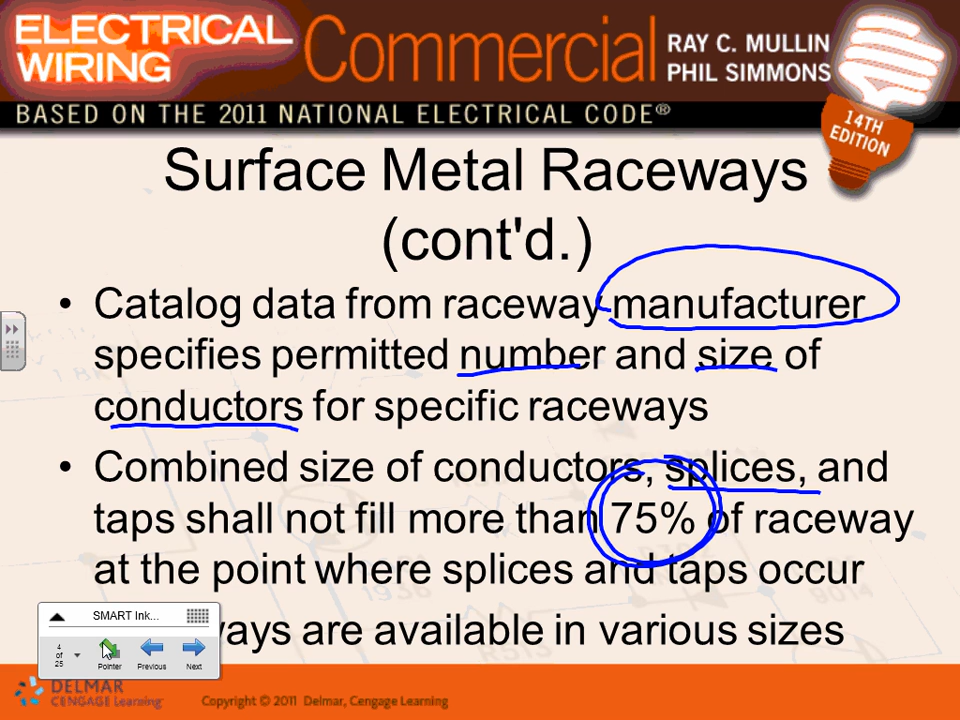 ELECTRICAL WIRING Commercial RAY C. MULLIN
PHIL SIMMONS
BASED ON THE 2011 NATIONAL ELECTRICAL CODE®
14TH
EDITION
Surface Metal Raceways
(cont'd.)
• Catalog data from raceway manufacturer
specifies permitted number and size of
conductors for specific raceways
• Combined size of conductors, splices, and
taps shall not fill more than 75% of raceway
at the point where splices and taps occur
are available in various sizes
SMART Ink...
4
of
25
Pointer Previous Next
DELMAR
CENGAGE Learning
Copyright © 2011 Delmar, Cengage Learning